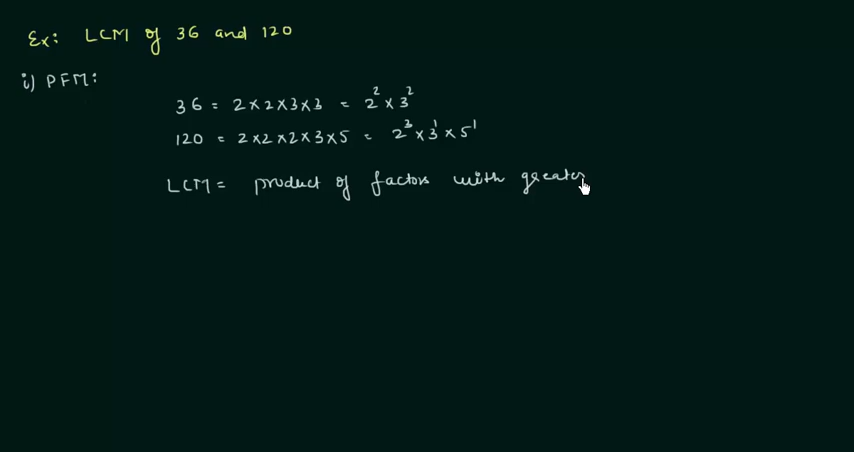 Ex: LCM of 36 and 120
i) PFM:
36 = 2×2×3×3 = 2² × 3²
120 = 2×2×2×3×5 = 2³ × 3¹ × 5¹
LCM = product of factors with greater